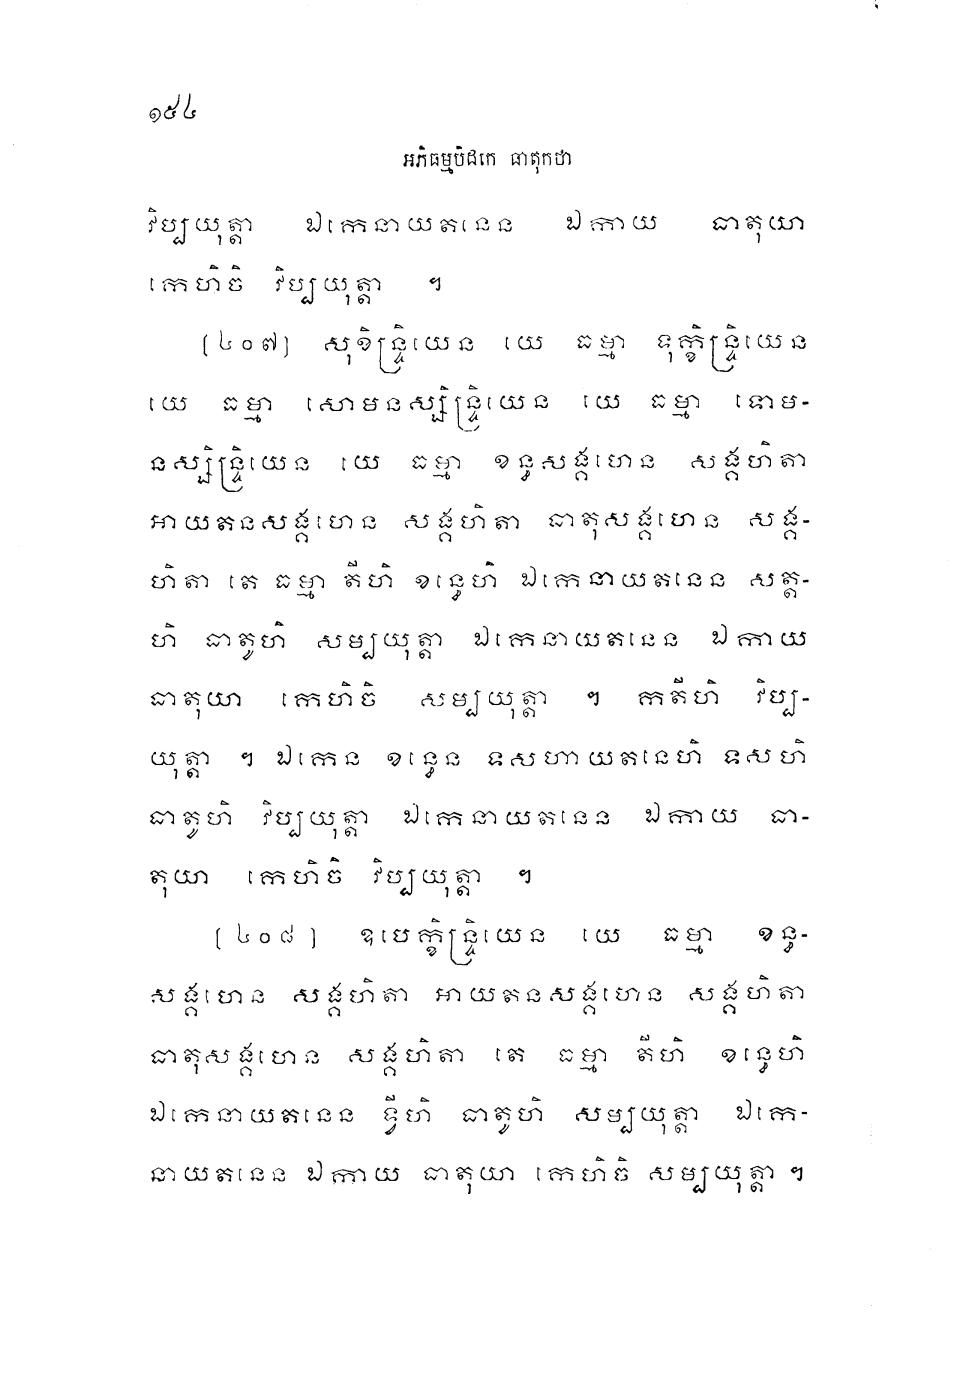 ១៥៤
អភិធម្មបិដកេ ធាតុកថា
វិប្បយុត្តា ឯកេនាយតនេន ឯកាយ ធាតុយា
កេហិចិ វិប្បយុត្តា ។
(៤០៧) សុខិន្ទ្រិយេន យេ ធម្មា ទុក្ខិន្ទ្រិយេន
យេ ធម្មា សោមនស្សិន្ទ្រិយេន យេ ធម្មា ទោម-
នស្សិន្ទ្រិយេន យេ ធម្មា ខន្ធសង្គហេន សង្គហិតា
អាយតនសង្គហេន សង្គហិតា ធាតុសង្គហេន សង្គ-
ហិតា តេ ធម្មា តីហិ ខន្ធេហិ ឯកេនាយតនេន សត្ត-
ហិ ធាតូហិ សម្បយុត្តា ឯកេនាយតនេន ឯកាយ
ធាតុយា កេហិចិ សម្បយុត្តា ។ កតីហិ វិប្ប-
យុត្តា ។ ឯកេន ខន្ធេន ទសហាយតនេហិ ទសហិ
ធាតូហិ វិប្បយុត្តា ឯកេនាយតនេន ឯកាយ ធា-
តុយា កេហិចិ វិប្បយុត្តា ។
(៤០៨) ឧបេក្ខិន្ទ្រិយេន យេ ធម្មា ខន្ធ-
សង្គហេន សង្គហិតា អាយតនសង្គហេន សង្គហិតា
ធាតុសង្គហេន សង្គហិតា តេ ធម្មា តីហិ ខន្ធេហិ
ឯកេនាយតនេន ទ្វីហិ ធាតូហិ សម្បយុត្តា ឯកេ-
នាយតនេន ឯកាយ ធាតុយា កេហិចិ សម្បយុត្តា ។